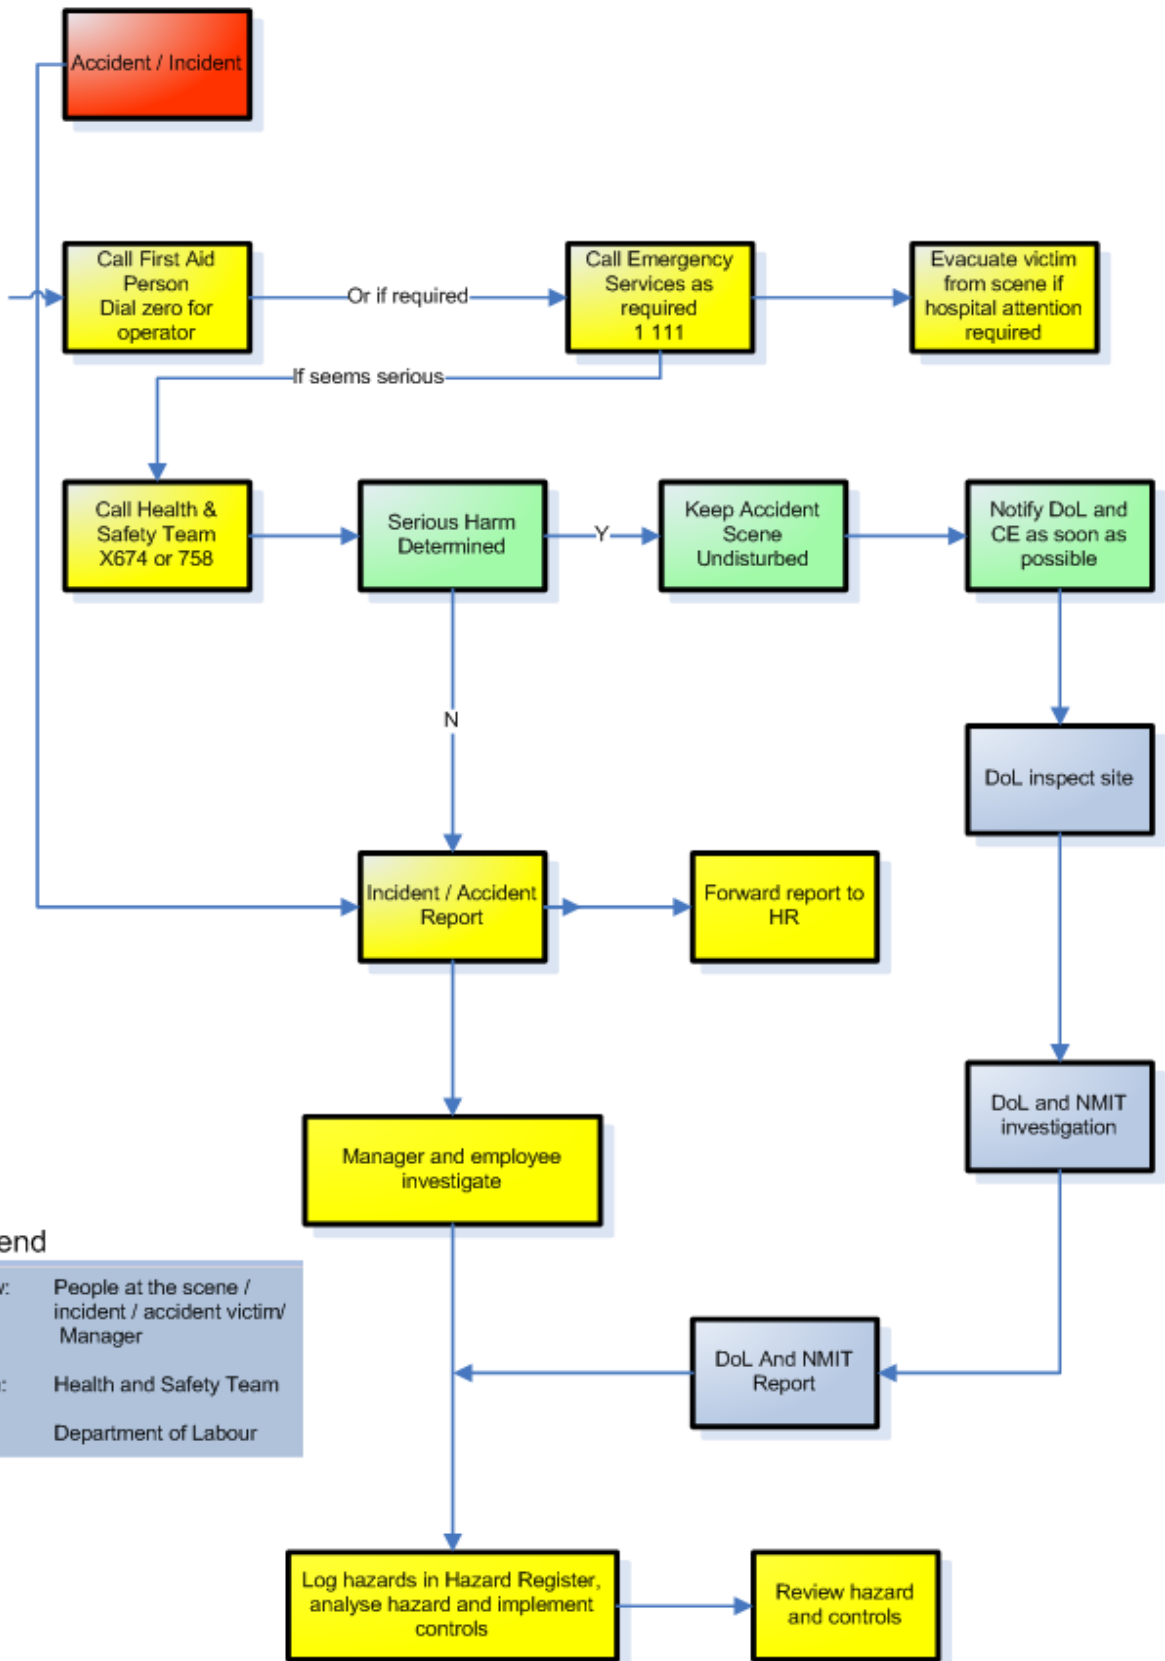 Accident / Incident
Call First Aid
Person
Dial zero for
operator
Or if required
Call Emergency
Services as
required
1 111
Evacuate victim
from scene if
hospital attention
required
If seems serious
Call Health &
Safety Team
X674 or 758
Serious Harm
Determined
Y
Keep Accident
Scene
Undisturbed
Notify DoL and
CE as soon as
possible
N
DoL inspect site
Incident / Accident
Report
Forward report to
HR
DoL and NMIT
investigation
Manager and employee
investigate
end
People at the scene /
incident / accident victim/
Manager
Health and Safety Team
Department of Labour
DoL And NMIT
Report
Log hazards in Hazard Register,
analyse hazard and implement
controls
Review hazard
and controls